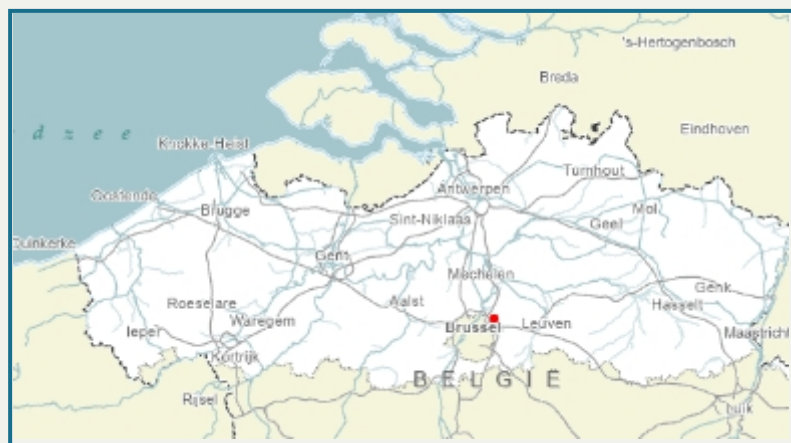 's-Hertogenbosch
Breda
d z e e
Eindhoven
Knokke-Heist
Turnhout
Antwerpen
Oostende
Mol
Brugge
Sint-Niklaas
Geel
Duinkerke
Gent
Mechelen
Genk
Roeselare
Aalst
Hasselt
Ieper
Waregem
Brussel
Leuven
Maastricht
Kortrijk
BELGIË
Rijsel
Luik